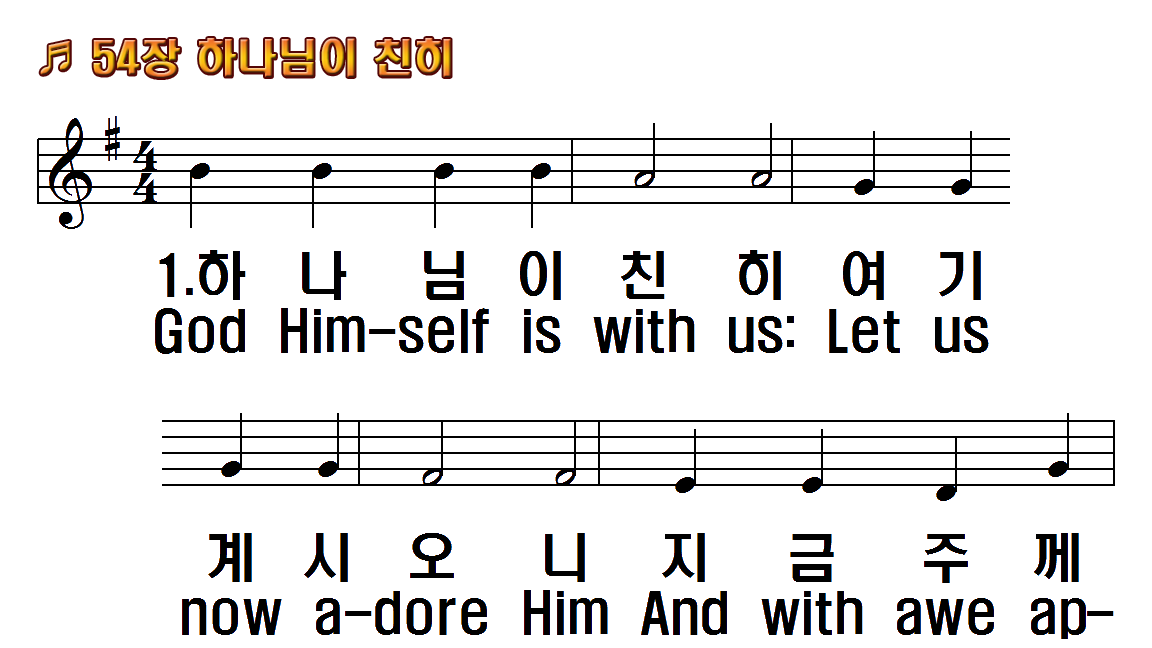 ♬ 54장 하나님이 친히
4
4
1.하 나 님 이 친 히 여 기
God Him-self is with us: Let us
계 시 오 니 지 금 주 께
now a-dore Him And with awe ap-